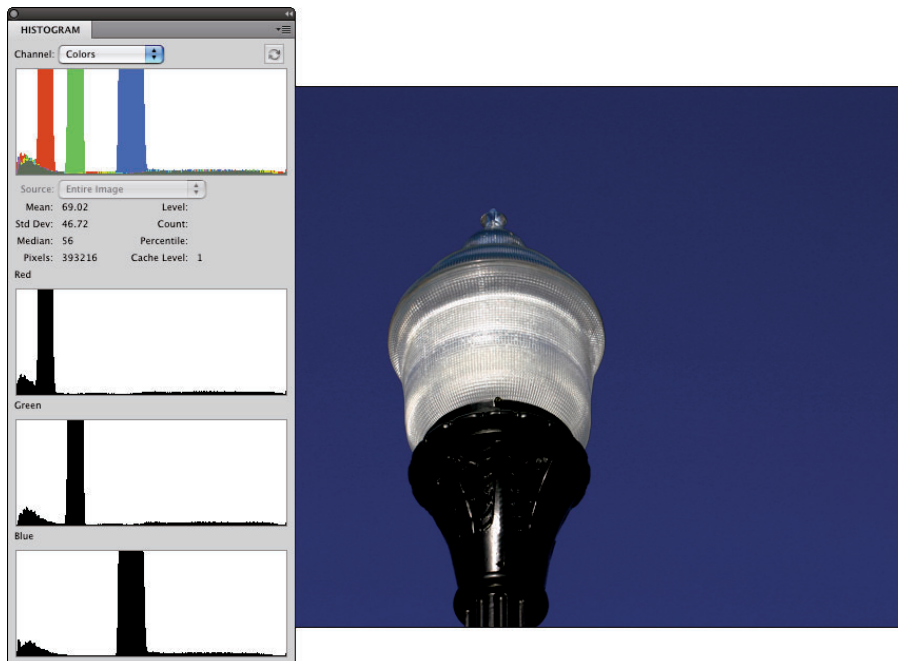 HISTOGRAM
Channel: Colors
Source: Entire Image
Mean: 69.02 Level:
Std Dev: 46.72 Count:
Median: 56 Percentile:
Pixels: 393216 Cache Level: 1
Red
Green
Blue